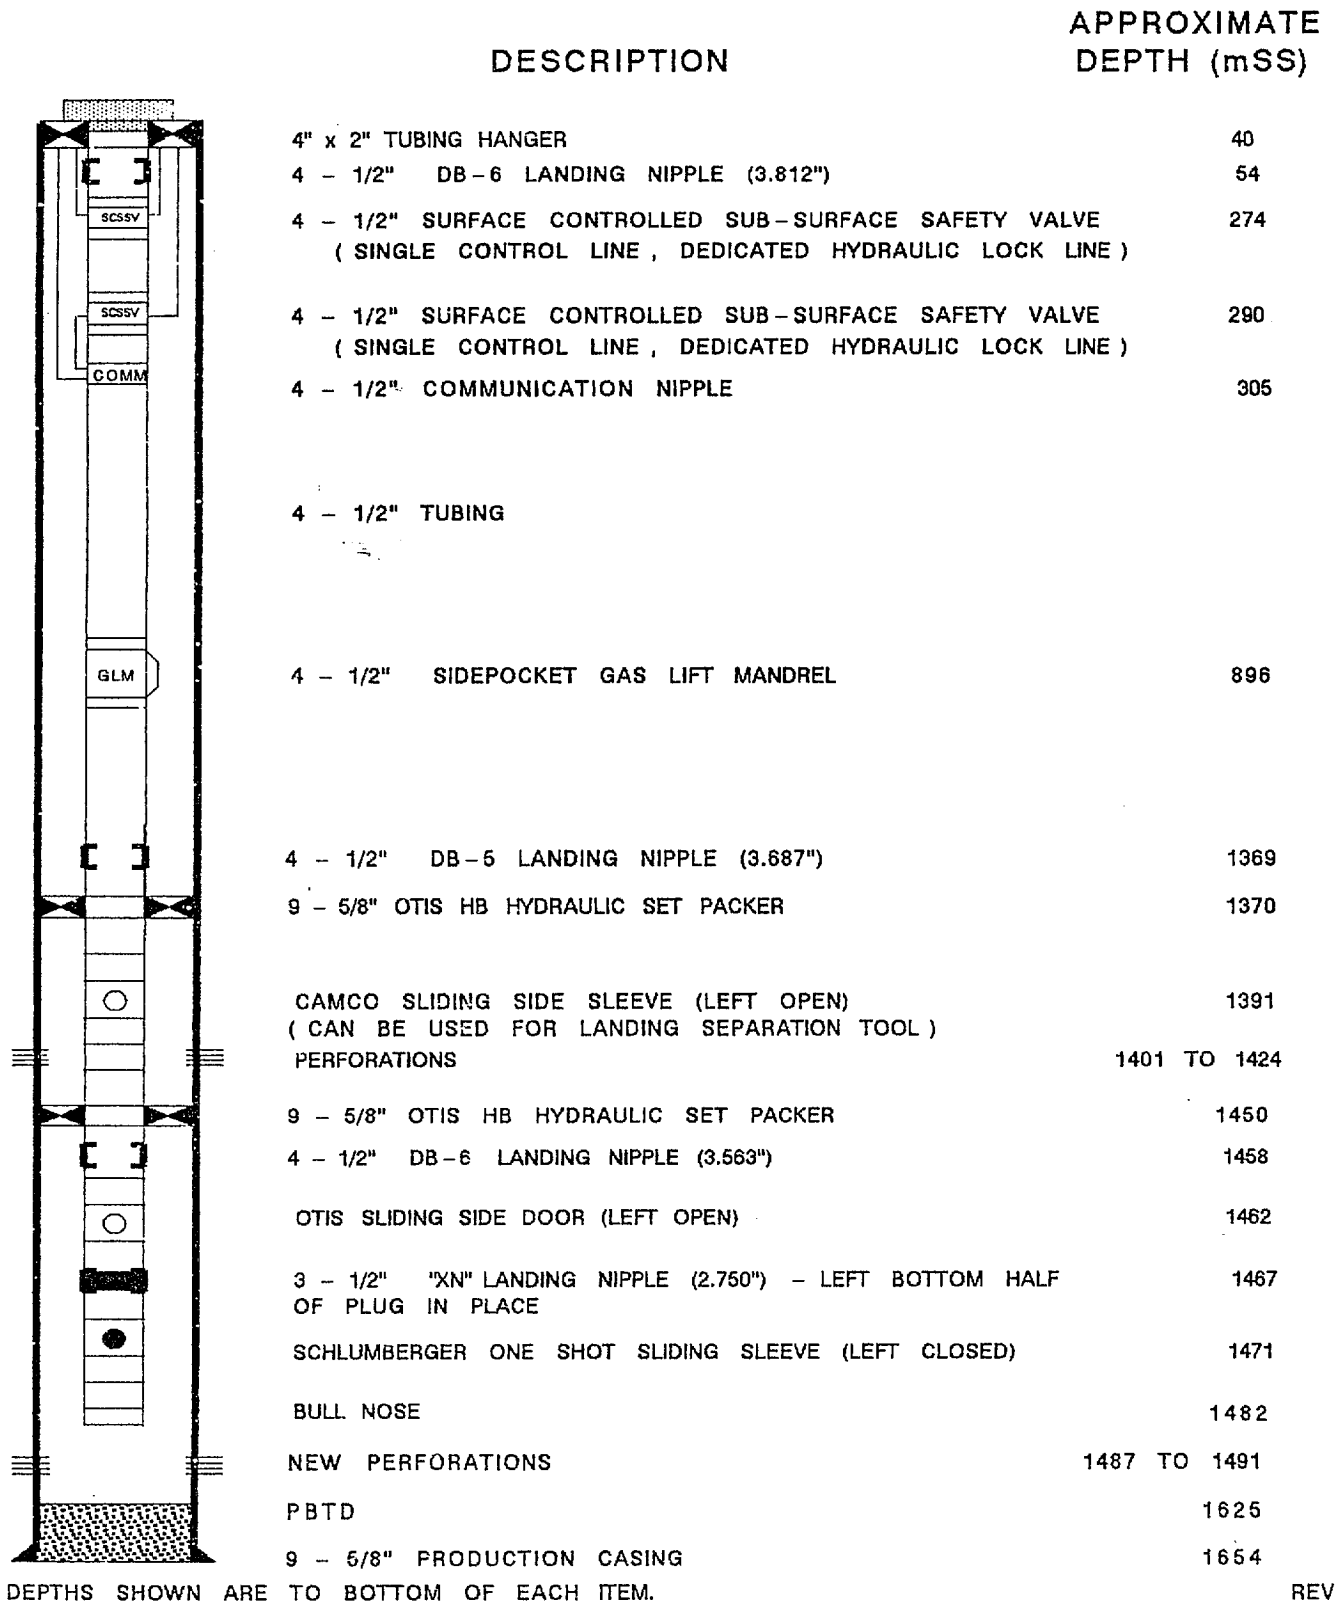 APPROXIMATE
DESCRIPTION DEPTH (mSS)
4" x 2" TUBING HANGER 40
4 - 1/2" DB-6 LANDING NIPPLE (3.812") 54
SCSSV 4 - 1/2" SURFACE CONTROLLED SUB-SURFACE SAFETY VALVE 274
( SINGLE CONTROL LINE , DEDICATED HYDRAULIC LOCK LINE )
SCSSV 4 - 1/2" SURFACE CONTROLLED SUB-SURFACE SAFETY VALVE 290
( SINGLE CONTROL LINE , DEDICATED HYDRAULIC LOCK LINE )
COMM 4 - 1/2" COMMUNICATION NIPPLE 305
4 - 1/2" TUBING
GLM 4 - 1/2" SIDEPOCKET GAS LIFT MANDREL 896
4 - 1/2" DB-5 LANDING NIPPLE (3.687") 1369
9 - 5/8" OTIS HB HYDRAULIC SET PACKER 1370
CAMCO SLIDING SIDE SLEEVE (LEFT OPEN) 1391
( CAN BE USED FOR LANDING SEPARATION TOOL )
PERFORATIONS 1401 TO 1424
9 - 5/8" OTIS HB HYDRAULIC SET PACKER 1450
4 - 1/2" DB-6 LANDING NIPPLE (3.563") 1458
OTIS SLIDING SIDE DOOR (LEFT OPEN) 1462
3 - 1/2" "XN" LANDING NIPPLE (2.750") - LEFT BOTTOM HALF 1467
OF PLUG IN PLACE
SCHLUMBERGER ONE SHOT SLIDING SLEEVE (LEFT CLOSED) 1471
BULL NOSE 1482
NEW PERFORATIONS 1487 TO 1491
PBTD 1625
9 - 5/8" PRODUCTION CASING 1654
DEPTHS SHOWN ARE TO BOTTOM OF EACH ITEM. REV